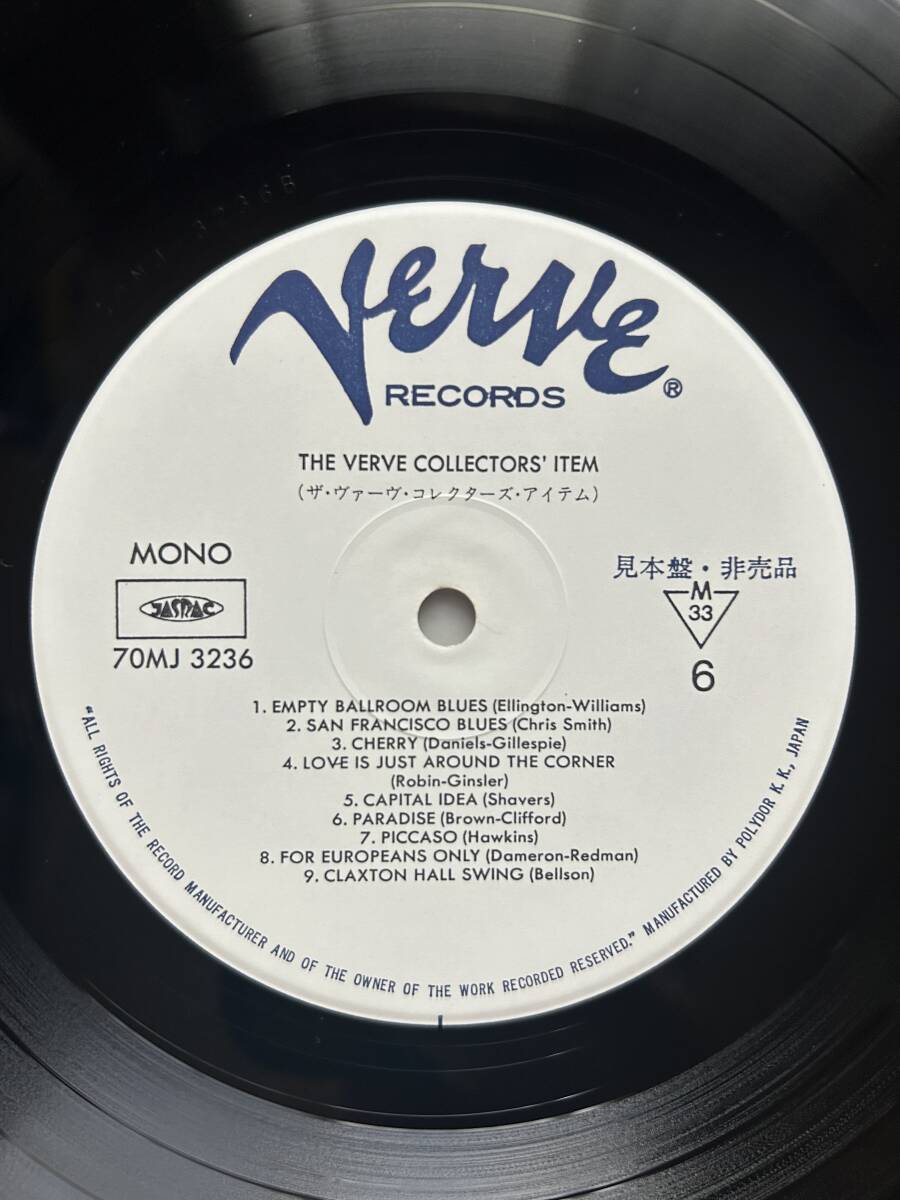 VERVE
RECORDS ®
THE VERVE COLLECTORS' ITEM
(ザ・ヴァーヴ・コレクターズ・アイテム)
MONO
JASRAC
70MJ 3236
見本盤・非売品
M
33
6
1. EMPTY BALLROOM BLUES (Ellington-Williams)
2. SAN FRANCISCO BLUES (Chris Smith)
3. CHERRY (Daniels-Gillespie)
4. LOVE IS JUST AROUND THE CORNER
(Robin-Ginsler)
5. CAPITAL IDEA (Shavers)
6. PARADISE (Brown-Clifford)
7. PICCASO (Hawkins)
8. FOR EUROPEANS ONLY (Dameron-Redman)
9. CLAXTON HALL SWING (Bellson)
"ALL RIGHTS OF THE RECORD MANUFACTURER AND OF THE OWNER OF THE WORK RECORDED RESERVED." MANUFACTURED BY POLYDOR K.K., JAPAN